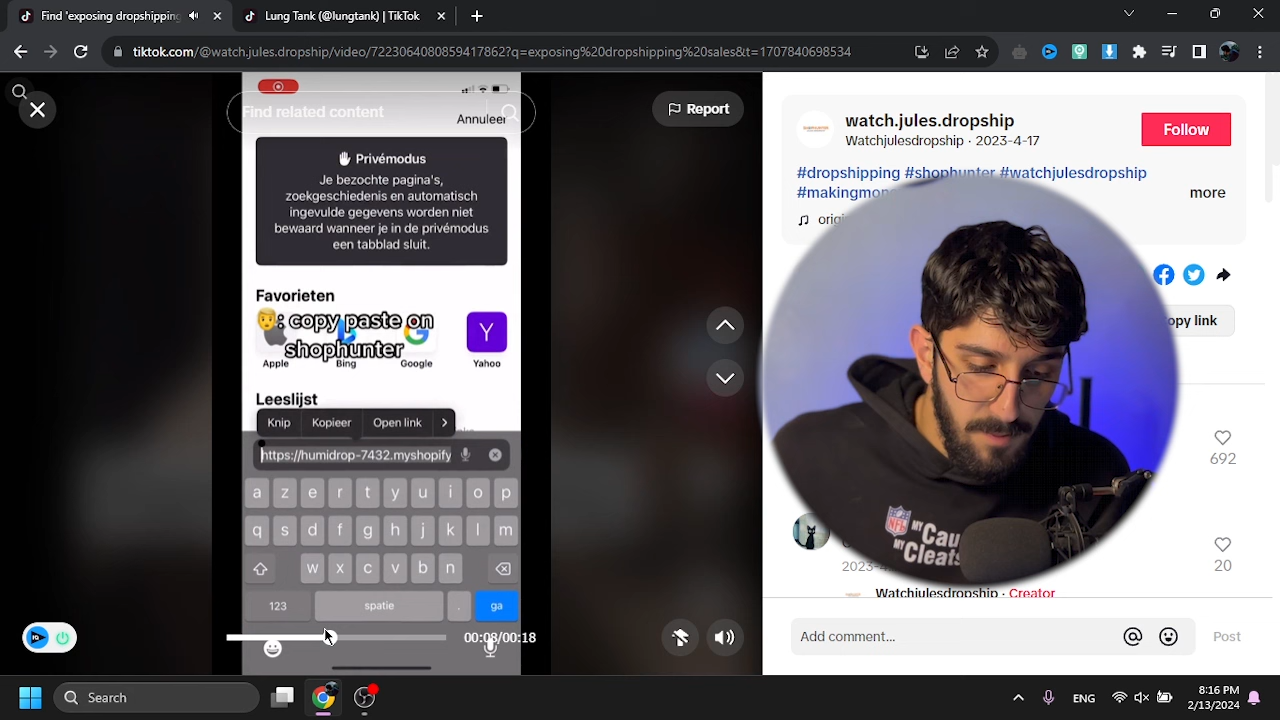 Find 'exposing
Lung Tank (@lungtank) | TikTok
tiktok.com/@watch.jules.dropship/video/7223064080859417862?q=exposing%20dropshipping%20sales&t=1707840698534
Find related content
Annuleer
Report
Privémodus
Je bezochte pagina's,
zoekgeschiedenis en automatisch
ingevulde gegevens worden niet
bewaard wanneer je in de privémodus
een tabblad sluit.
Favorieten
: copy paste on
shophunter
Apple
Bing
Google
Y
Yahoo
Leeslijst
Knip
Kopieer
Open link
https://humidrop-7432.myshopify
a z e r t y u i o p
q s d f g h j k l m
w x c v b n
123
spatie
.
ga
00:08/00:18
watch.jules.dropship
Watchjulesdropship · 2023-4-17
Follow
#dropshipping #shophunter #watchjulesdropship
more
link
692
20
Watchjulesdropship · Creator
NFL
MY
MY
Cleats
Add comment...
Post
Search
ENG
8:16 PM
2/13/2024